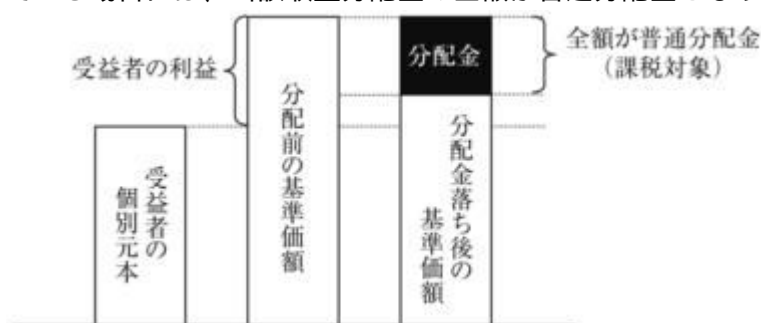 受益者の利益
分配金
全額が普通分配金
(課税対象)
受益者の
個別元本
分配前の基準価額
分配金落ち後の
基準価額